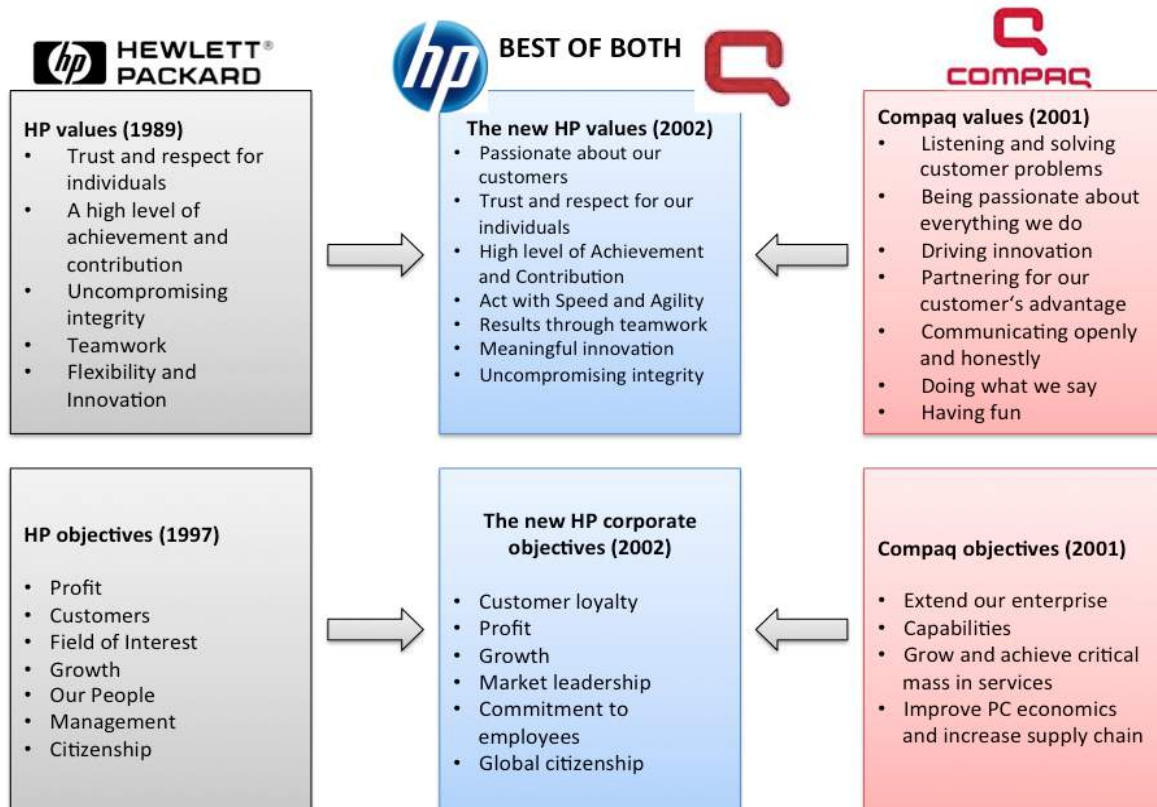 hp HEWLETT®
PACKARD
hp BEST OF BOTH
COMPAQ
HP values (1989)
• Trust and respect for
individuals
• A high level of
achievement and
contribution
• Uncompromising
integrity
• Teamwork
• Flexibility and
Innovation
The new HP values (2002)
• Passionate about our
customers
• Trust and respect for our
individuals
• High level of Achievement
and Contribution
• Act with Speed and Agility
• Results through teamwork
• Meaningful innovation
• Uncompromising integrity
Compaq values (2001)
• Listening and solving
customer problems
• Being passionate about
everything we do
• Driving innovation
• Partnering for our
customer‘s advantage
• Communicating openly
and honestly
• Doing what we say
• Having fun
HP objectives (1997)
• Profit
• Customers
• Field of Interest
• Growth
• Our People
• Management
• Citizenship
The new HP corporate
objectives (2002)
• Customer loyalty
• Profit
• Growth
• Market leadership
• Commitment to
employees
• Global citizenship
Compaq objectives (2001)
• Extend our enterprise
• Capabilities
• Grow and achieve critical
mass in services
• Improve PC economics
and increase supply chain